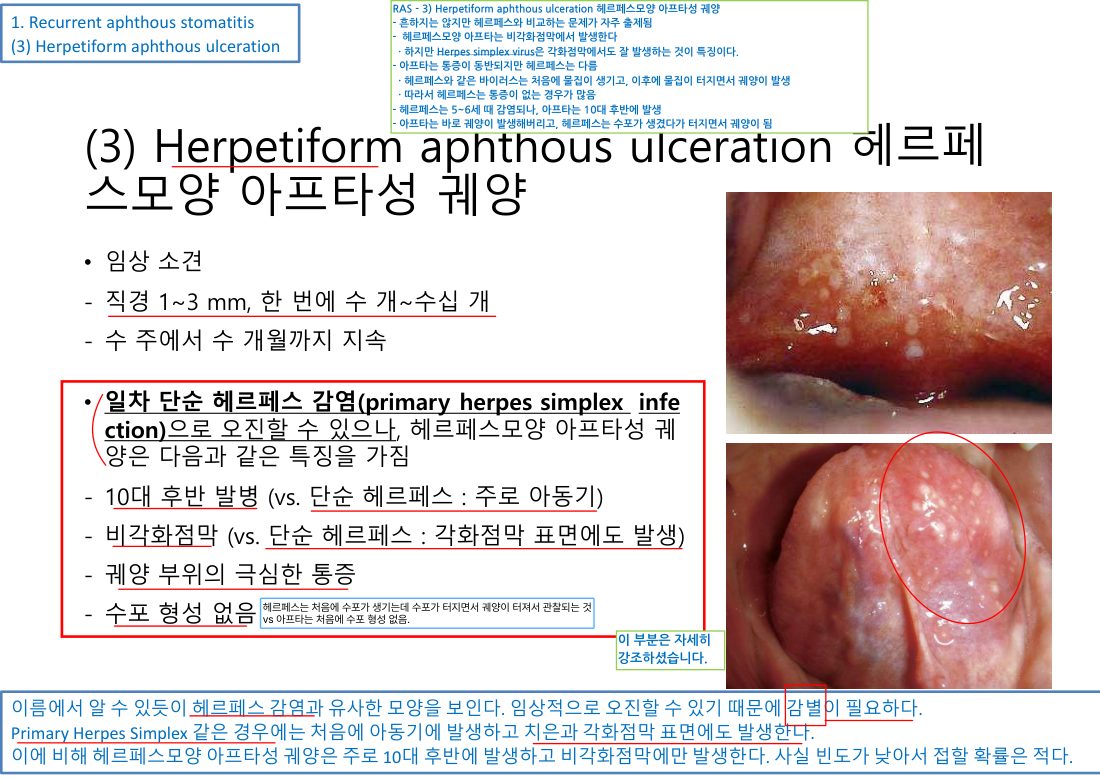 1. Recurrent aphthous stomatitis
(3) Herpetiform aphthous ulceration
RAS - 3) Herpetiform aphthous ulceration 헤르페스모양 아프타성 궤양
- 흔하지는 않지만 헤르페스와 비교하는 문제가 자주 출제됨
- 헤르페스모양 아프타는 비각화점막에서 발생한다
· 하지만 Herpes simplex virus은 각화점막에서도 잘 발생하는 것이 특징이다.
- 아프타는 통증이 동반되지만 헤르페스는 다름
· 헤르페스와 같은 바이러스는 처음에 물집이 생기고, 이후에 물집이 터지면서 궤양이 발생
· 따라서 헤르페스는 통증이 없는 경우가 많음
- 헤르페스는 5~6세 때 감염되나, 아프타는 10대 후반에 발생
- 아프타는 바로 궤양이 발생해버리고, 헤르페스는 수포가 생겼다가 터지면서 궤양이 됨
(3) Herpetiform aphthous ulceration 헤르페
스모양 아프타성 궤양
• 임상 소견
- 직경 1~3 mm, 한 번에 수 개~수십 개
- 수 주에서 수 개월까지 지속
• 일차 단순 헤르페스 감염(primary herpes simplex infe
ction)으로 오진할 수 있으나, 헤르페스모양 아프타성 궤
양은 다음과 같은 특징을 가짐
- 10대 후반 발병 (vs. 단순 헤르페스 : 주로 아동기)
- 비각화점막 (vs. 단순 헤르페스 : 각화점막 표면에도 발생)
- 궤양 부위의 극심한 통증
- 수포 형성 없음
헤르페스는 처음에 수포가 생기는데 수포가 터지면서 궤양이 터져서 관찰되는 것
vs 아프타는 처음에 수포 형성 없음.
이 부분은 자세히
강조하셨습니다.
이름에서 알 수 있듯이 헤르페스 감염과 유사한 모양을 보인다. 임상적으로 오진할 수 있기 때문에 감별이 필요하다.
Primary Herpes Simplex 같은 경우에는 처음에 아동기에 발생하고 치은과 각화점막 표면에도 발생한다.
이에 비해 헤르페스모양 아프타성 궤양은 주로 10대 후반에 발생하고 비각화점막에만 발생한다. 사실 빈도가 낮아서 접할 확률은 적다.